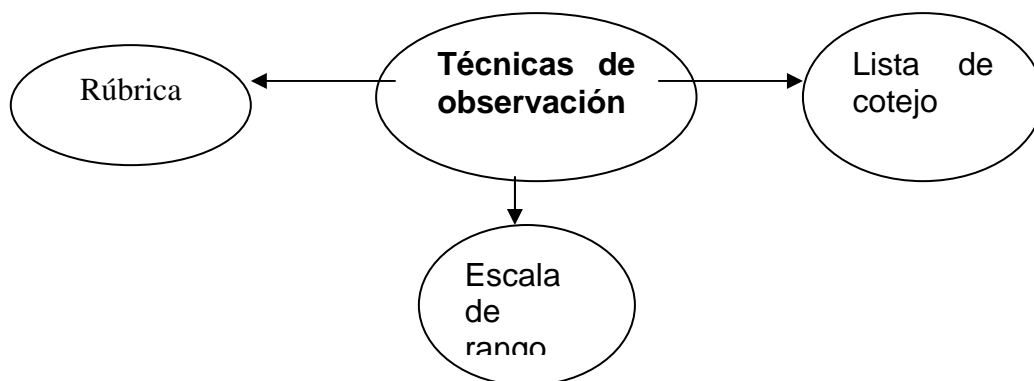 Rúbrica
Técnicas de
observación
Lista de
cotejo
Escala
de
rango